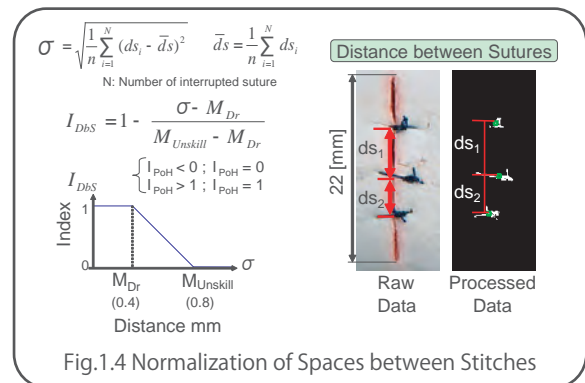 σ = √(1/n Σ_{i=1}^{N} (ds_i - d̄s̄)²)    d̄s̄ = 1/n Σ_{i=1}^{N} ds_i
N: Number of interrupted suture
I_DbS = 1 - (σ - M_Dr) / (M_Unskill - M_Dr)
I_DbS { I_PoH < 0 ; I_PoH = 0
I_PoH > 1 ; I_PoH = 1
Index
1
0
σ
M_Dr
(0.4)
M_Unskill
(0.8)
Distance mm
Distance between Sutures
22 [mm]
ds₁
ds₂
ds₁
ds₂
Raw
Data
Processed
Data
Fig.1.4 Normalization of Spaces between Stitches